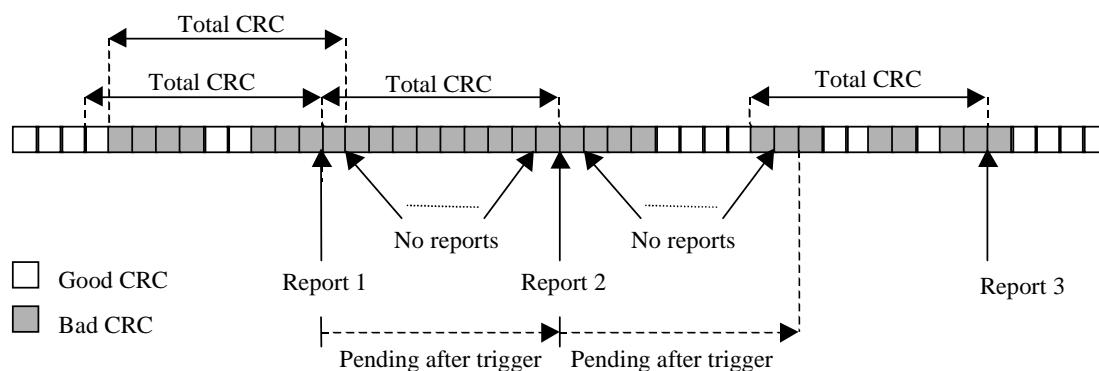 Total CRC
Total CRC
Total CRC
Total CRC
No reports
No reports
Good CRC
Report 1
Report 2
Report 3
Bad CRC
Pending after trigger
Pending after trigger